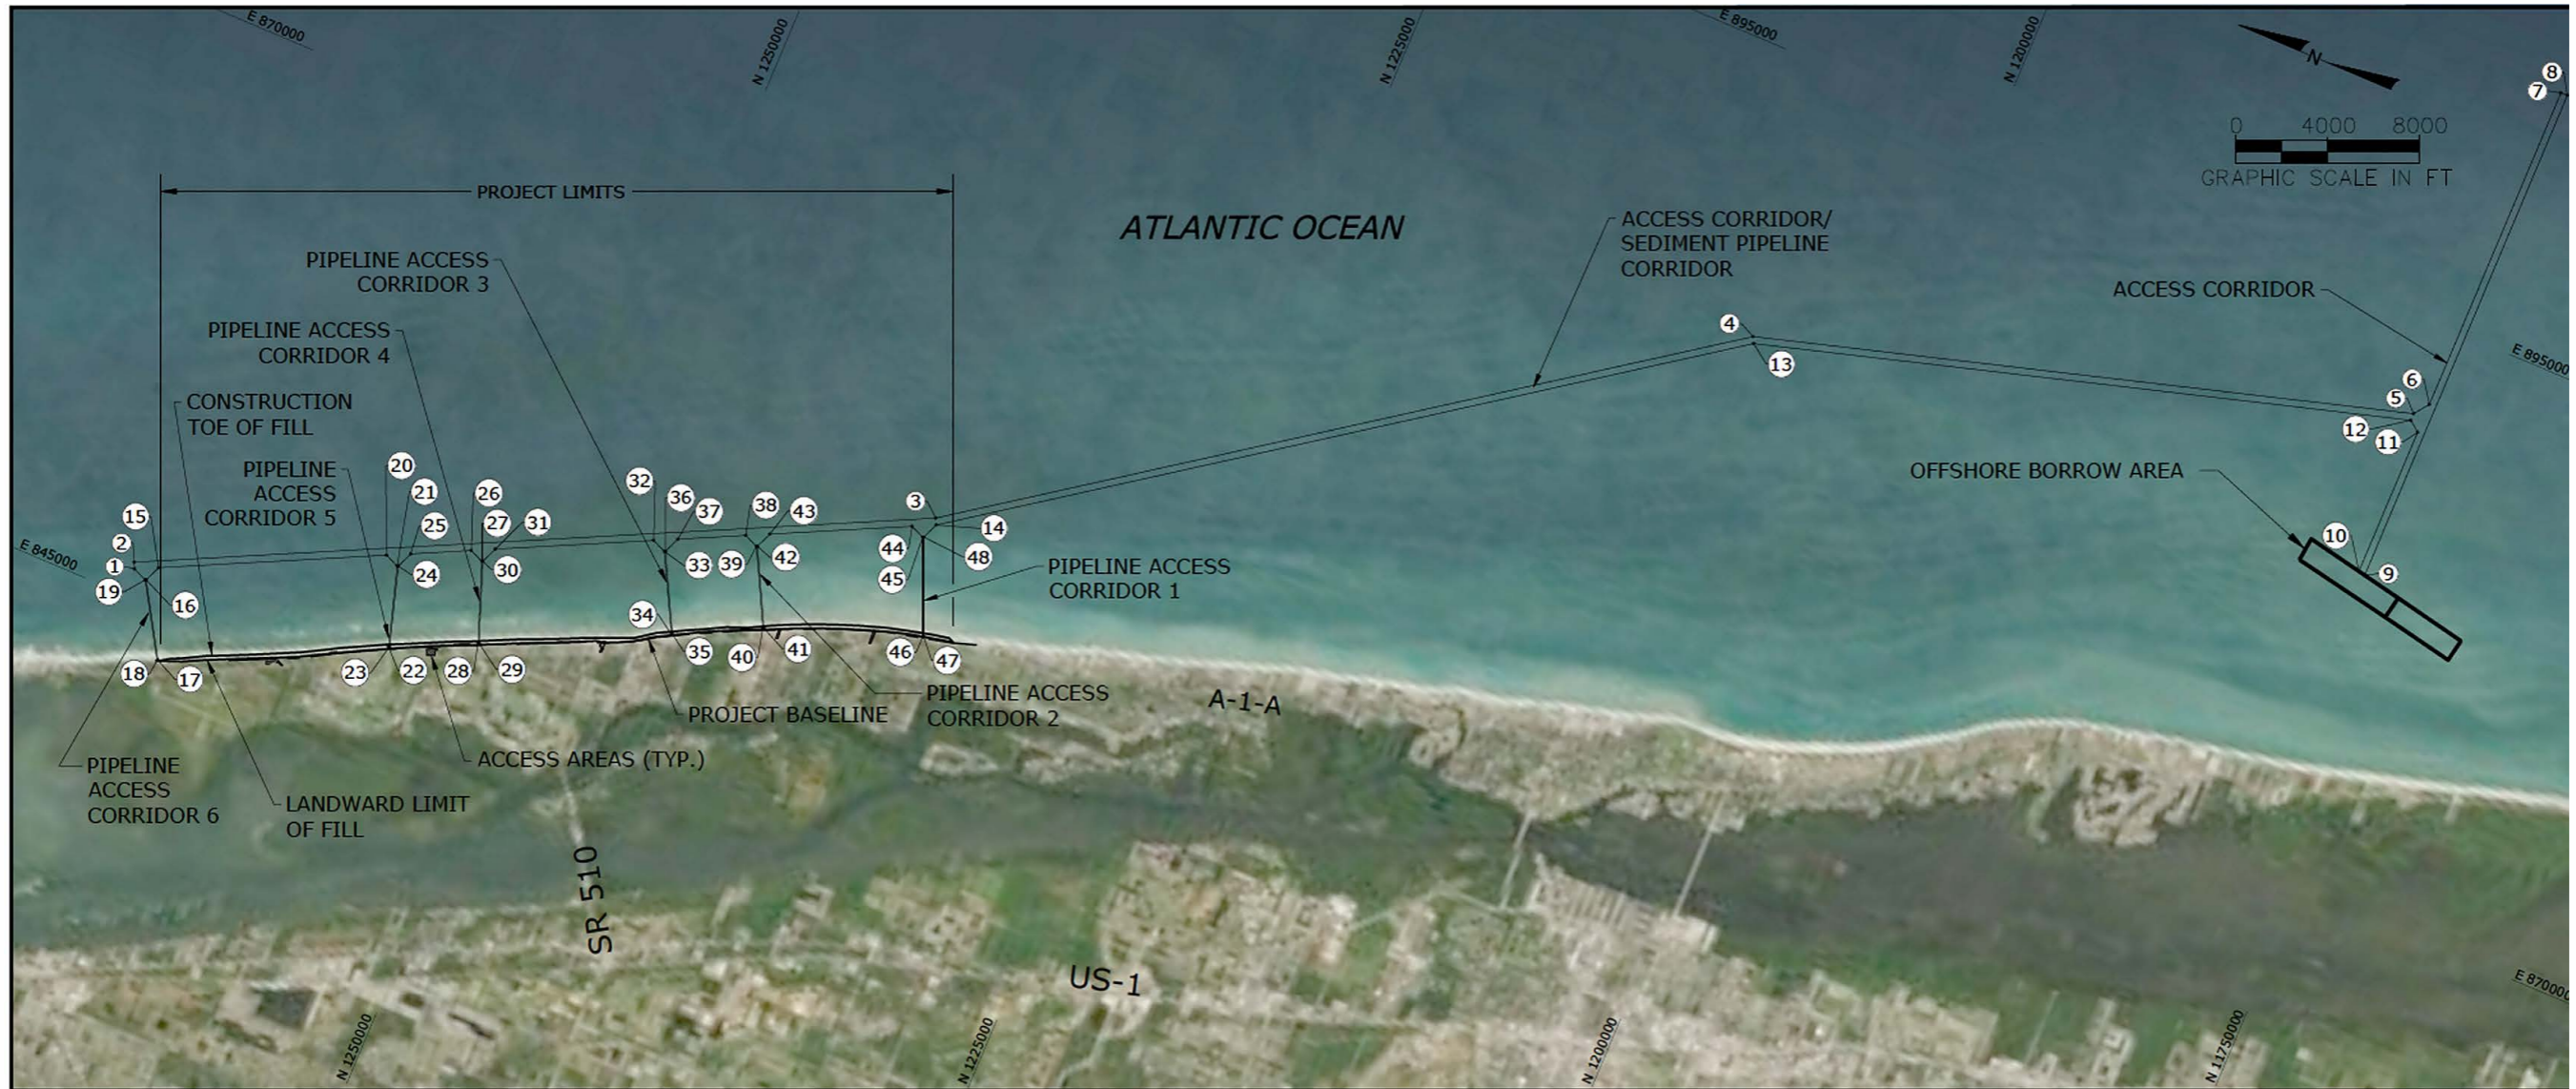 E 870000
N 1250000
N 1225000
E 895000
N 1200000
N
8
7
0 4000 8000
GRAPHIC SCALE IN FT
PROJECT LIMITS
ATLANTIC OCEAN
ACCESS CORRIDOR/
SEDIMENT PIPELINE
CORRIDOR
PIPELINE ACCESS
CORRIDOR 3
ACCESS CORRIDOR
PIPELINE ACCESS
CORRIDOR 4
4
13
E 895000
6
5
12
11
CONSTRUCTION
TOE OF FILL
PIPELINE
ACCESS
CORRIDOR 5
OFFSHORE BORROW AREA
20
21
25
24
26
27
31
30
32
36
37
33
38
43
39
42
3
14
44
48
45
15
2
1
19
16
E 845000
10
9
PIPELINE ACCESS
CORRIDOR 1
34
35
40
41
46
47
18
17
23
22
28
29
PIPELINE ACCESS
CORRIDOR 2
PROJECT BASELINE
A-1-A
ACCESS AREAS (TYP.)
PIPELINE
ACCESS
CORRIDOR 6
LANDWARD LIMIT
OF FILL
SR 510
US-1
E 870000
N 1250000
N 1225000
N 1200000
N 1175000